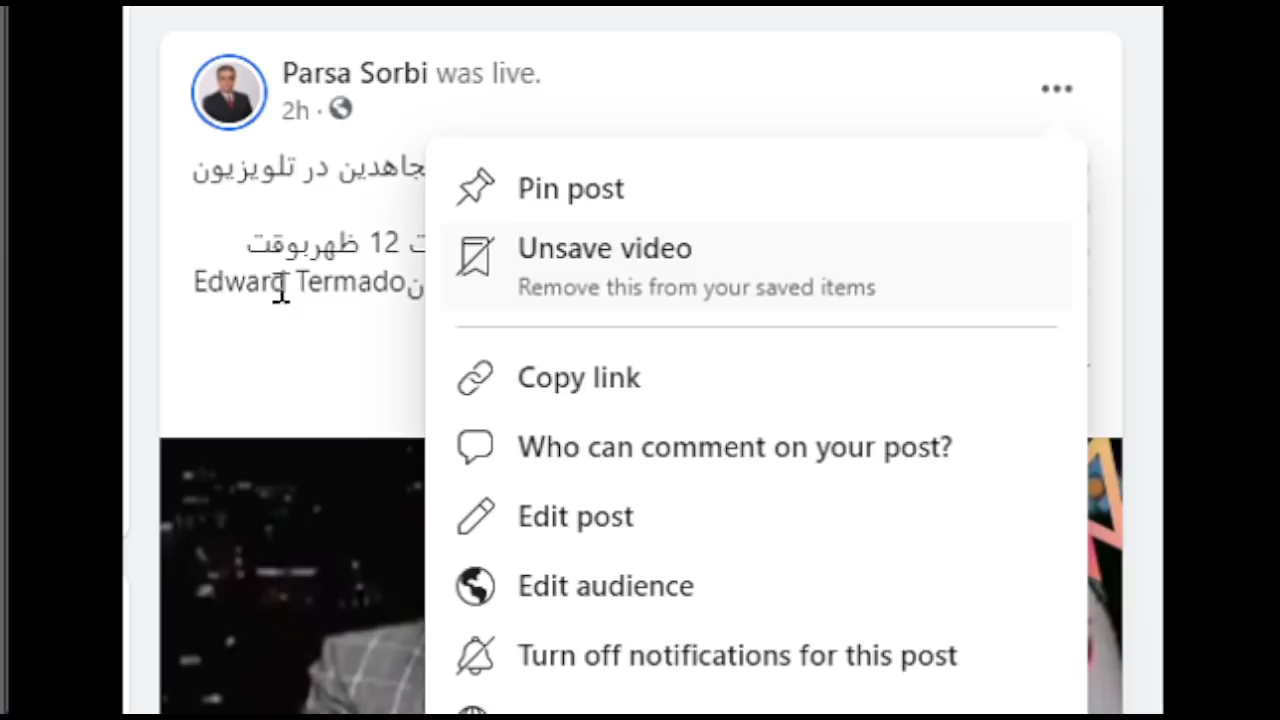 Parsa Sorbi was live.
2h ·
در تلویزیون
12 ظهربوقت
Edward Termado
Pin post
Unsave video
Remove this from your saved items
Copy link
Who can comment on your post?
Edit post
Edit audience
Turn off notifications for this post